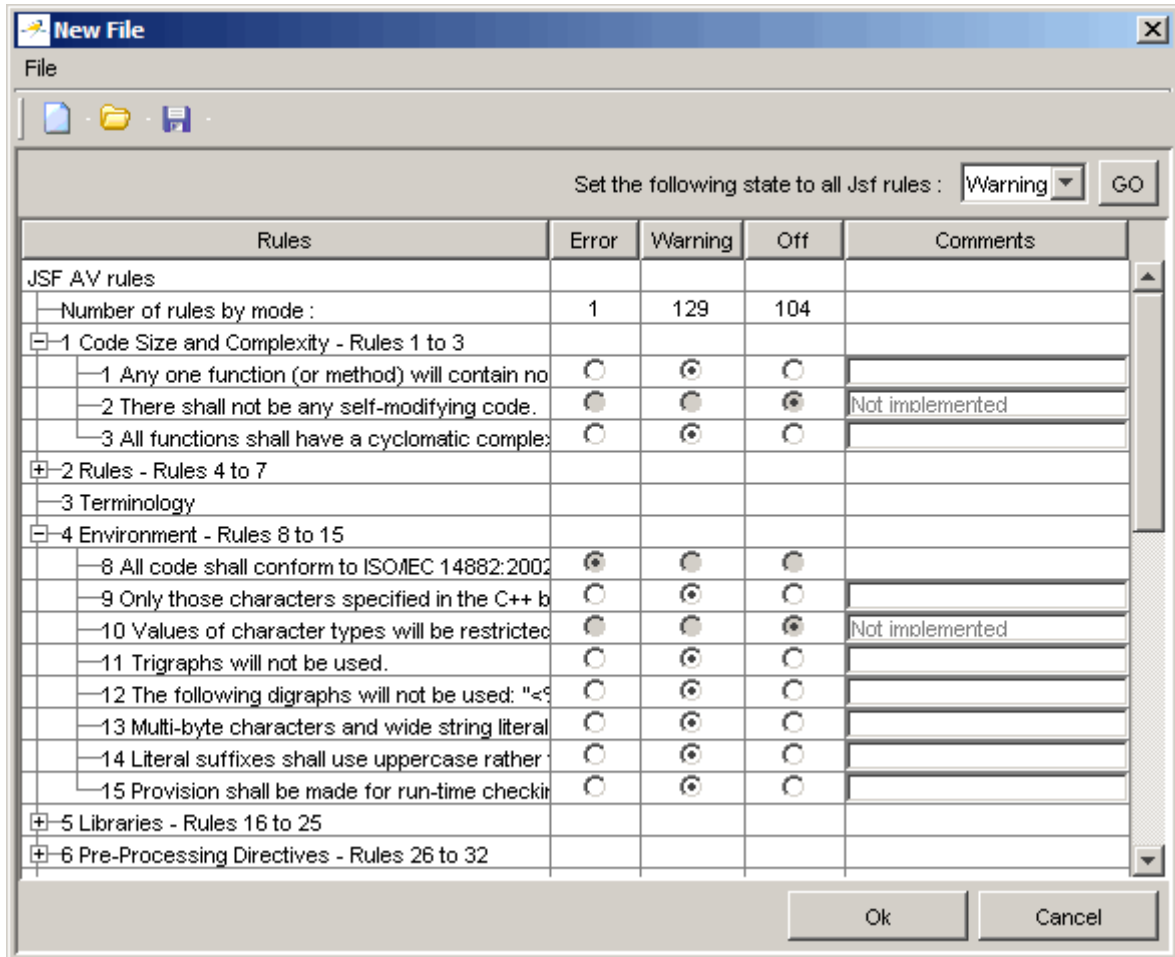 New File
File
Set the following state to all Jsf rules : Warning GO
Rules Error Warning Off Comments
JSF AV rules
Number of rules by mode : 1 129 104
1 Code Size and Complexity - Rules 1 to 3
1 Any one function (or method) will contain no
2 There shall not be any self-modifying code. Not implemented
3 All functions shall have a cyclomatic comple
2 Rules - Rules 4 to 7
3 Terminology
4 Environment - Rules 8 to 15
8 All code shall conform to ISO/IEC 14882:2002
9 Only those characters specified in the C++ b
10 Values of character types will be restricted Not implemented
11 Trigraphs will not be used.
12 The following digraphs will not be used: "<%
13 Multi-byte characters and wide string literal
14 Literal suffixes shall use uppercase rather
15 Provision shall be made for run-time checkin
5 Libraries - Rules 16 to 25
6 Pre-Processing Directives - Rules 26 to 32
Ok Cancel